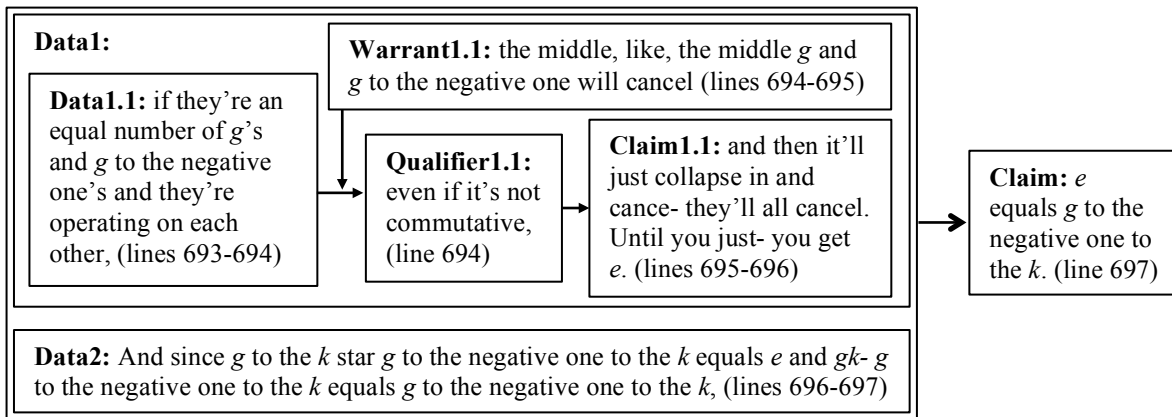 Data1:
Warrant1.1: the middle, like, the middle g and
g to the negative one will cancel (lines 694-695)
Data1.1: if they're an
equal number of g's
and g to the negative
one's and they're
operating on each
other, (lines 693-694)
Qualifier1.1:
even if it's not
commutative,
(line 694)
Claim1.1: and then it'll
just collapse in and
cance- they'll all cancel.
Until you just- you get
e. (lines 695-696)
Claim: e
equals g to the
negative one to
the k. (line 697)
Data2: And since g to the k star g to the negative one to the k equals e and gk- g
to the negative one to the k equals g to the negative one to the k, (lines 696-697)